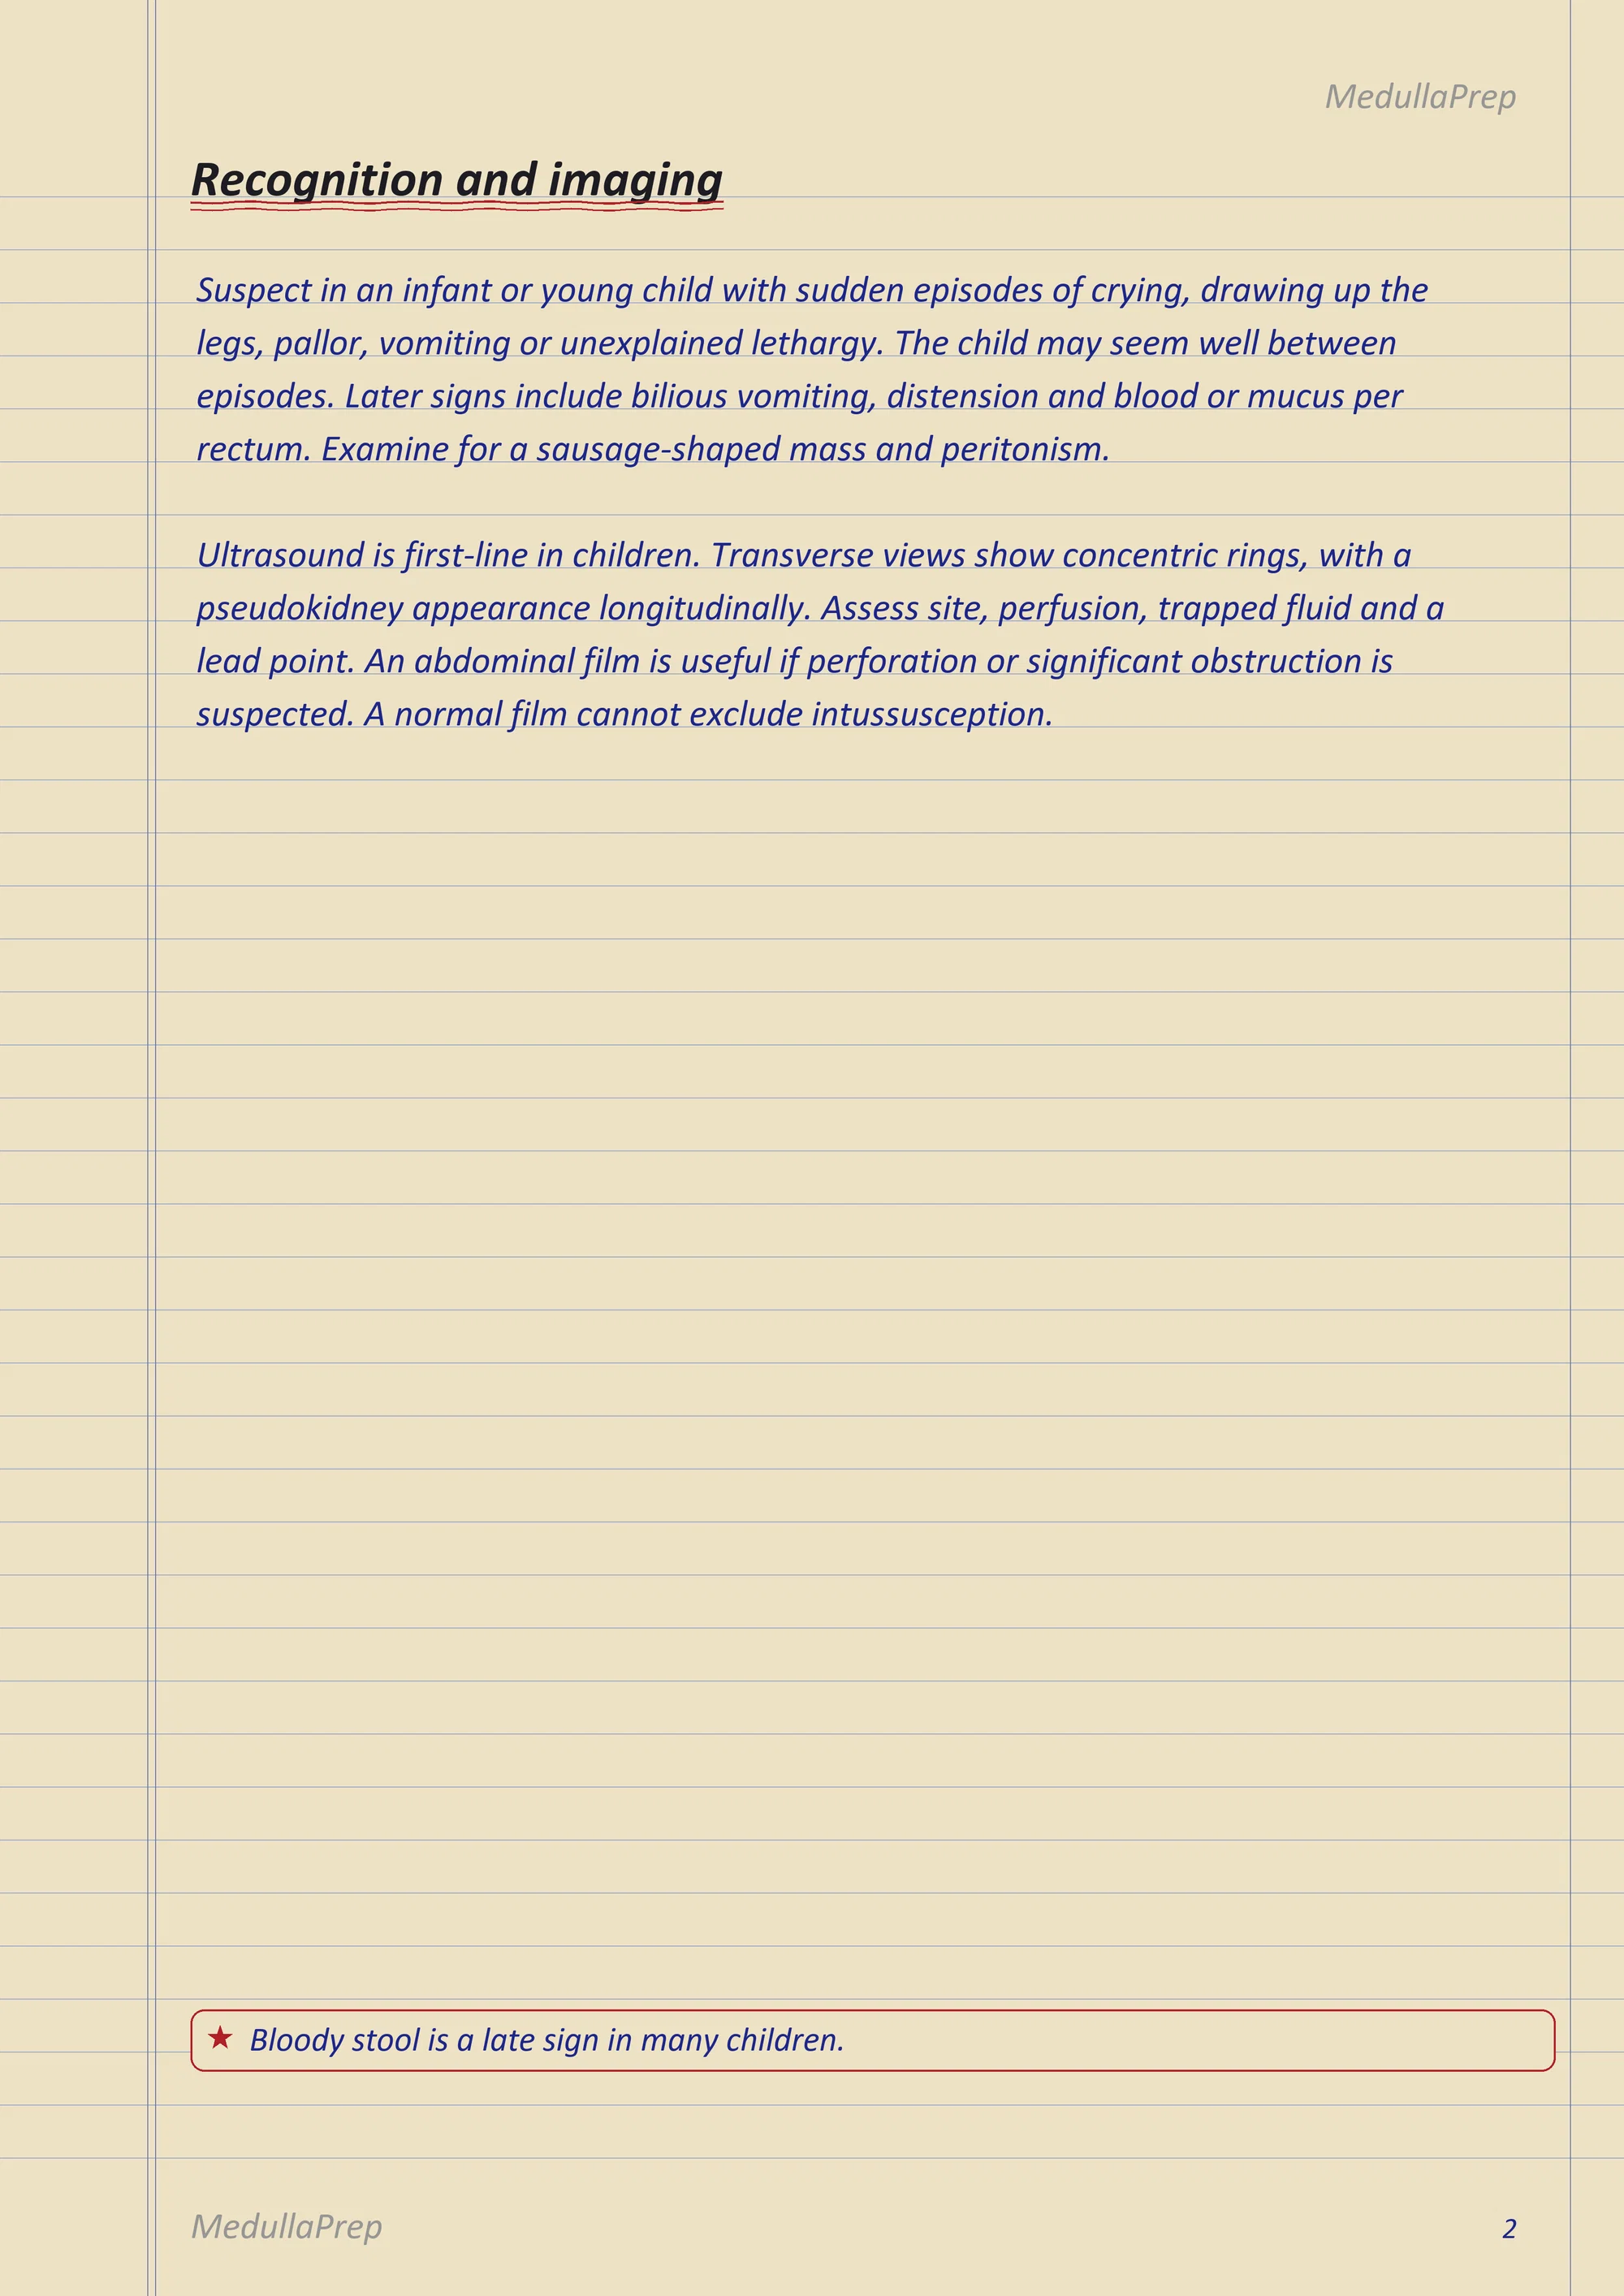 MedullaPrep
Recognition and imaging
Suspect in an infant or young child with sudden episodes of crying, drawing up the
legs, pallor, vomiting or unexplained lethargy. The child may seem well between
episodes. Later signs include bilious vomiting, distension and blood or mucus per
rectum. Examine for a sausage-shaped mass and peritonism.
Ultrasound is first-line in children. Transverse views show concentric rings, with a
pseudokidney appearance longitudinally. Assess site, perfusion, trapped fluid and a
lead point. An abdominal film is useful if perforation or significant obstruction is
suspected. A normal film cannot exclude intussusception.
★ Bloody stool is a late sign in many children.
MedullaPrep
2